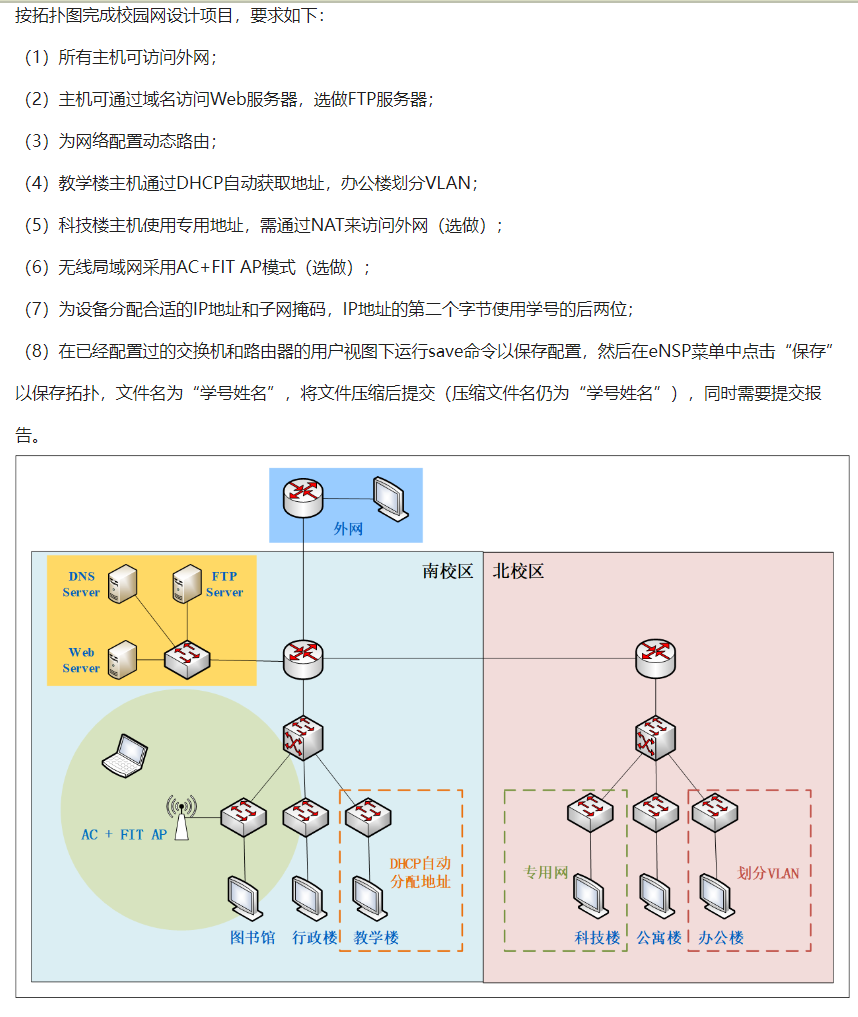 按拓扑图完成校园网设计项目，要求如下：
（1）所有主机可访问外网；
（2）主机可通过域名访问Web服务器，选做FTP服务器；
（3）为网络配置动态路由；
（4）教学楼主机通过DHCP自动获取地址，办公楼划分VLAN；
（5）科技楼主机使用专用地址，需通过NAT来访问外网（选做）；
（6）无线局域网采用AC+FIT AP模式（选做）；
（7）为设备分配合适的IP地址和子网掩码，IP地址的第二个字节使用学号的后两位；
（8）在已经配置过的交换机和路由器的用户视图下运行save命令以保存配置，然后在eNSP菜单中点击“保存”
以保存拓扑，文件名为“学号姓名”，将文件压缩后提交（压缩文件名仍为“学号姓名”），同时需要提交报
告。
外网
南校区
北校区
DNS
Server
FTP
Server
Web
Server
AC + FIT AP
DHCP自动
分配地址
图书馆
行政楼
教学楼
专用网
划分VLAN
科技楼
公寓楼
办公楼